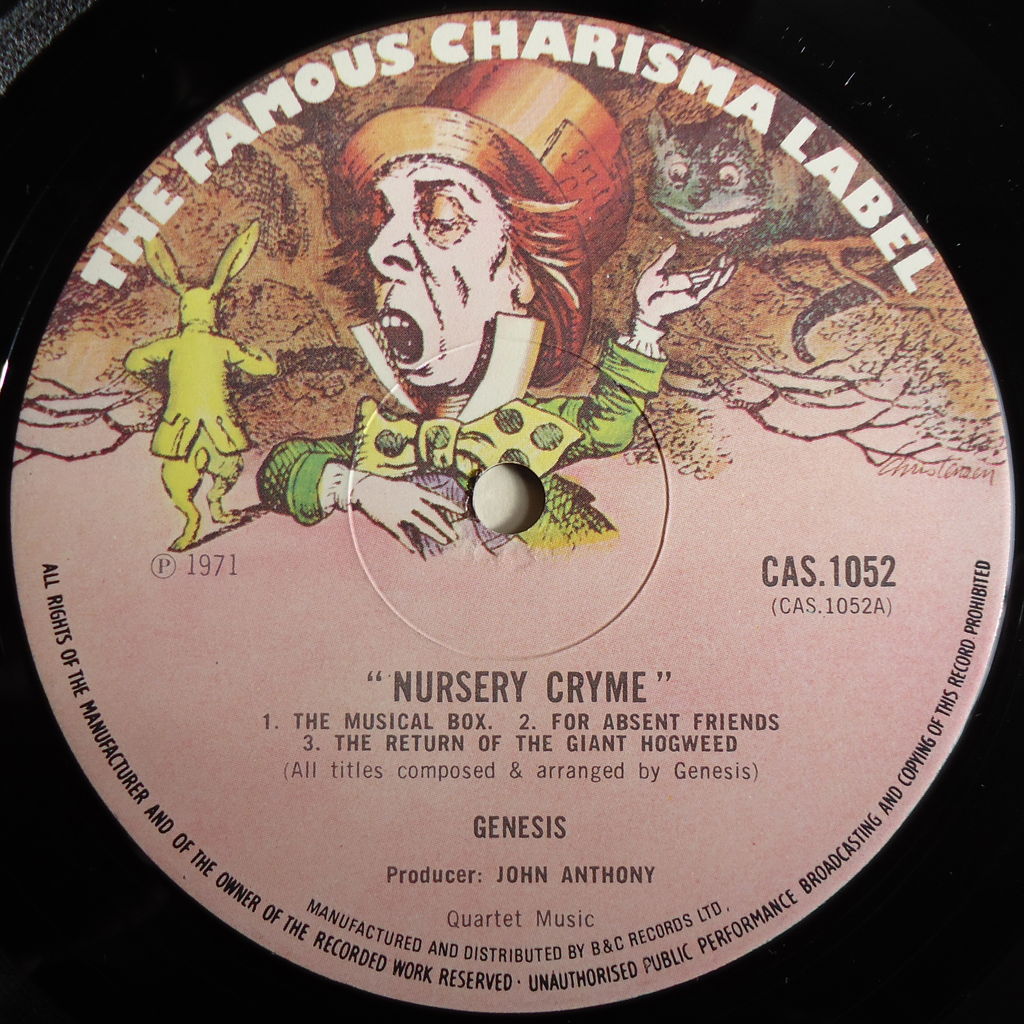 THE FAMOUS CHARISMA LABEL
Christensen
℗ 1971
CAS.1052
(CAS.1052A)
“NURSERY CRYME”
1. THE MUSICAL BOX. 2. FOR ABSENT FRIENDS
3. THE RETURN OF THE GIANT HOGWEED
(All titles composed & arranged by Genesis)
GENESIS
Producer: JOHN ANTHONY
Quartet Music
MANUFACTURED AND DISTRIBUTED BY B&C RECORDS LTD.
ALL RIGHTS OF THE MANUFACTURER AND OF THE OWNER OF THE RECORDED WORK RESERVED · UNAUTHORISED PUBLIC PERFORMANCE BROADCASTING AND COPYING OF THIS RECORD PROHIBITED